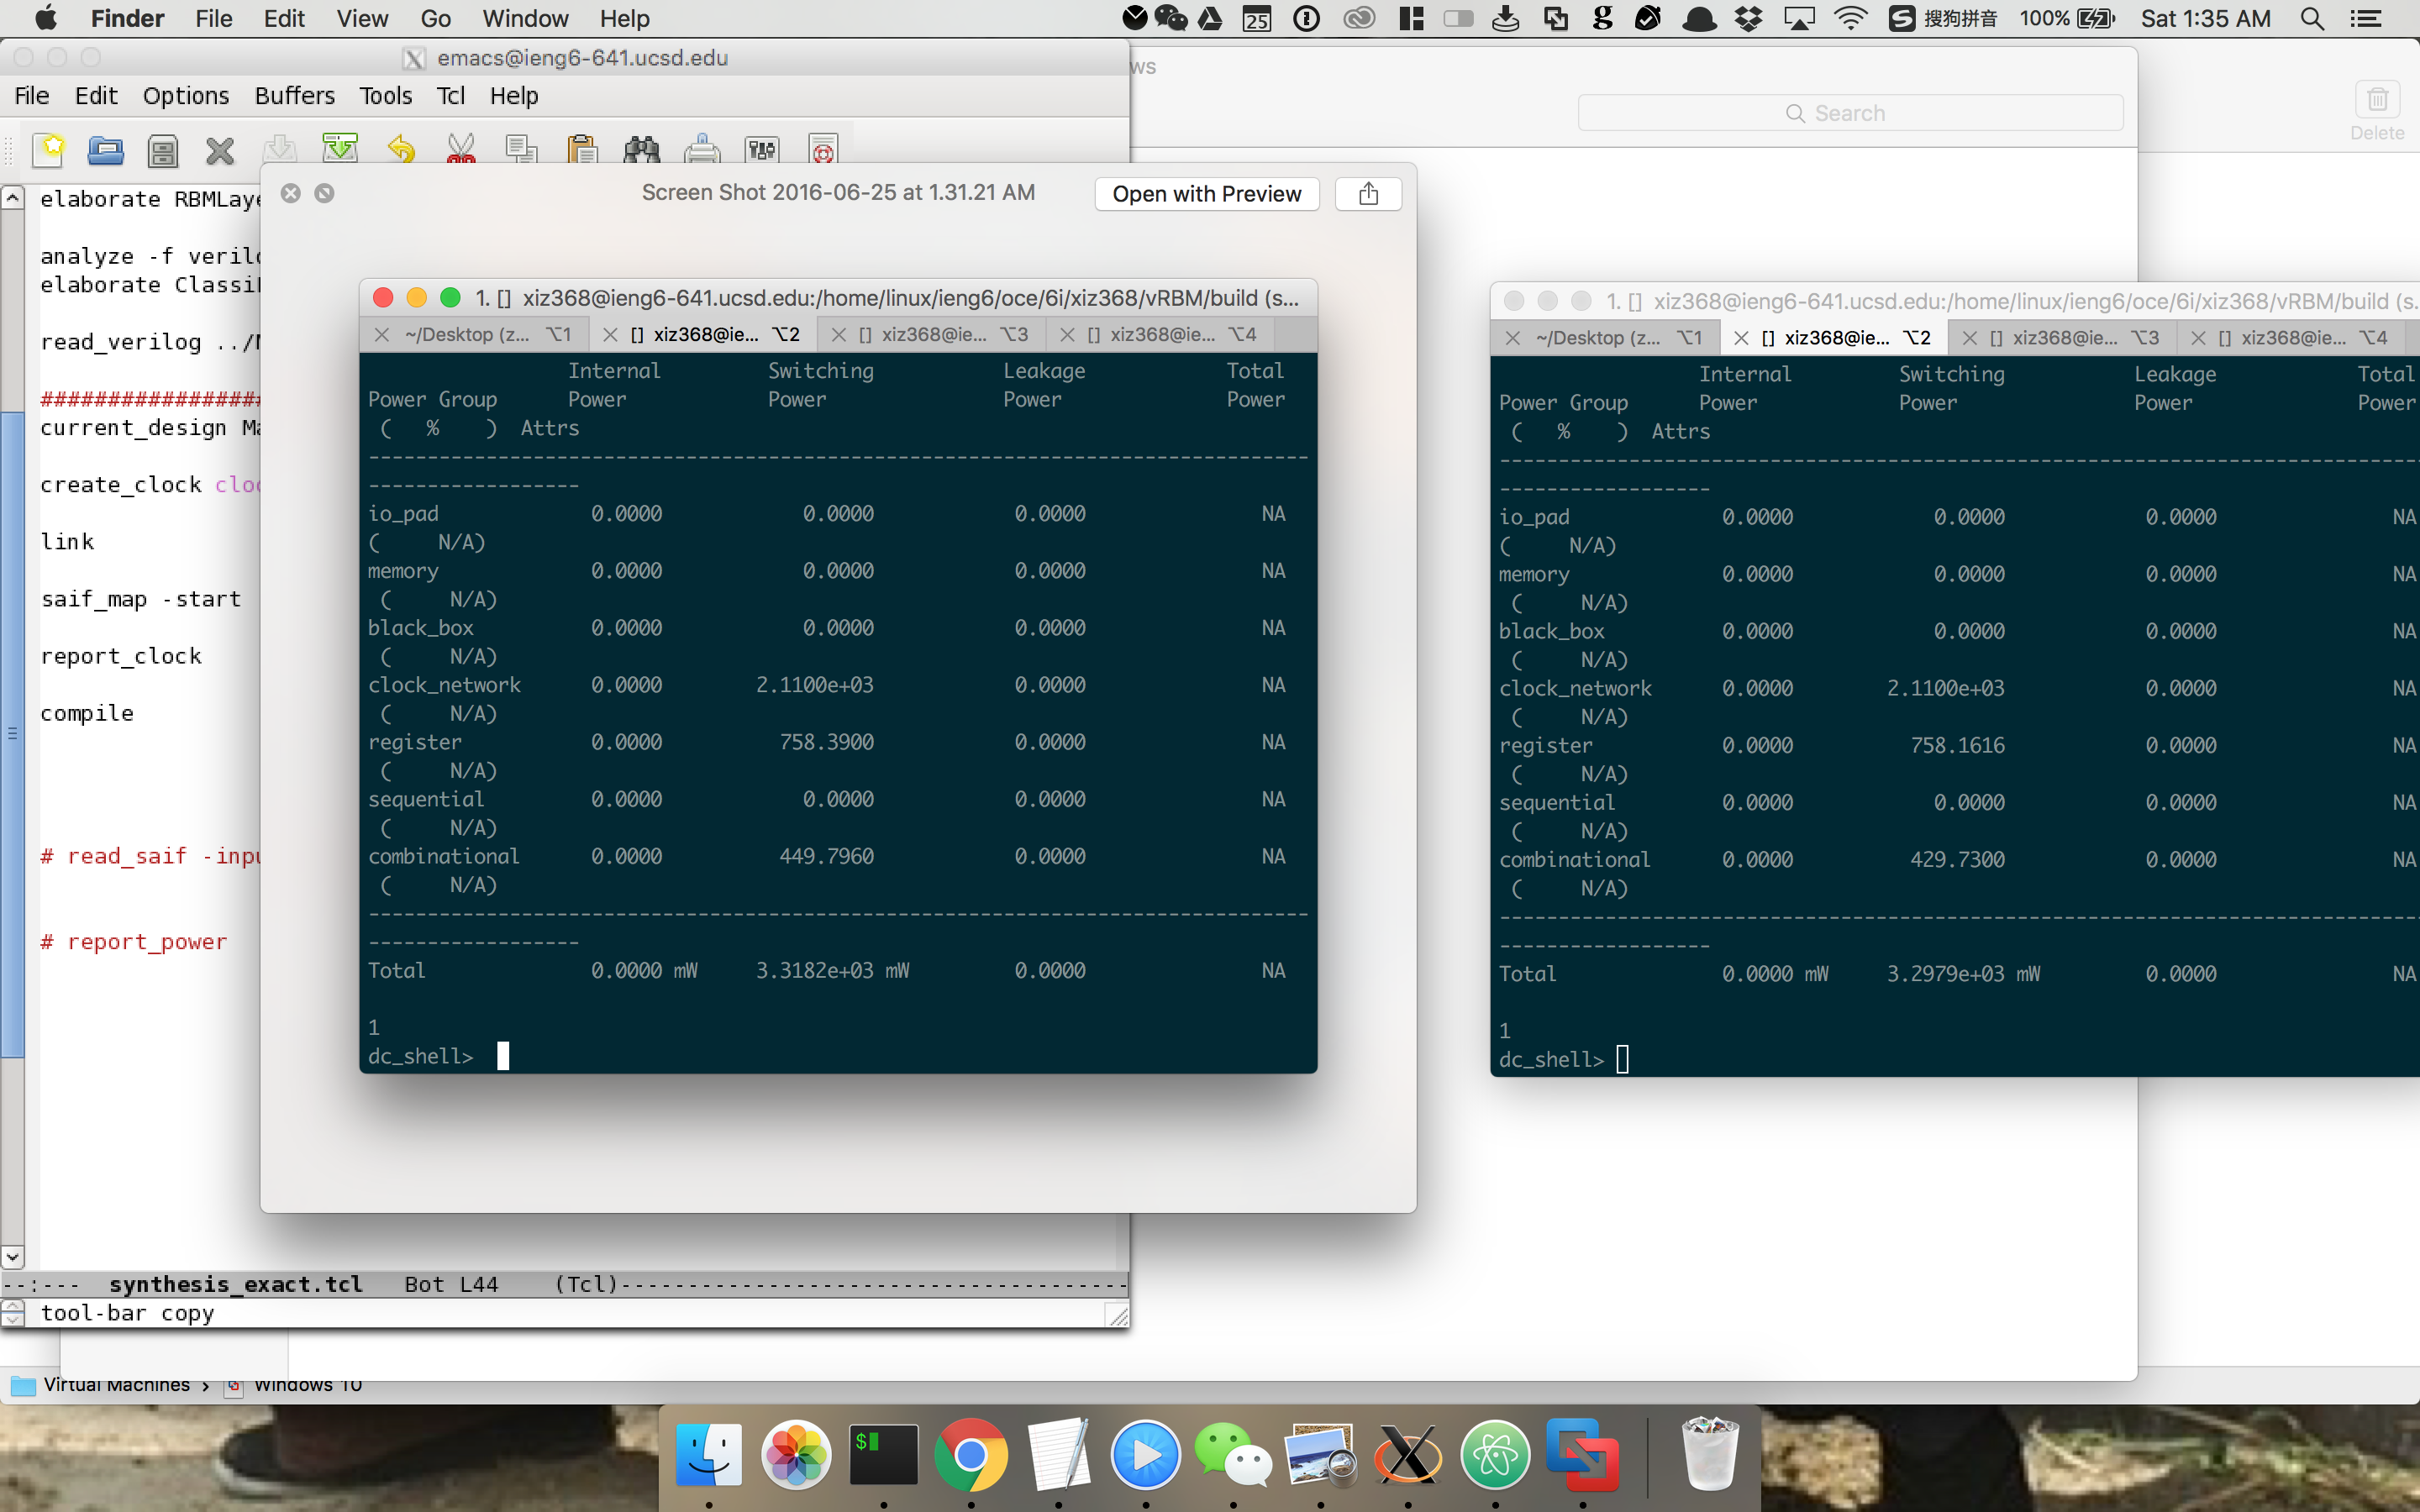 Finder File Edit View Go Window Help 25 搜狗拼音 100% Sat 1:35 AM
emacs@ieng6-641.ucsd.edu
File Edit Options Buffers Tools Tcl Help
Search
Delete
elaborate
analyze -f
elaborate
read_verilog
##################
current_design
create_clock
link
saif_map -start
report_clock
compile
# read_saif
# report_power
--:--- synthesis_exact.tcl Bot L44 (Tcl)--------------------------------------
tool-bar copy
Screen Shot 2016-06-25 at 1.31.21 AM Open with Preview
1. [] xiz368@ieng6-641.ucsd.edu:/home/linux/ieng6/oce/6i/xiz368/vRBM/build (s...
~/Desktop (z... ⌥1 [] xiz368@ie... ⌥2 [] xiz368@ie... ⌥3 [] xiz368@ie... ⌥4
Internal Switching Leakage Total
Power Group Power Power Power Power
( % ) Attrs
--------------------------------------------------------------------------------
------------------
io_pad 0.0000 0.0000 0.0000 NA
( N/A)
memory 0.0000 0.0000 0.0000 NA
( N/A)
black_box 0.0000 0.0000 0.0000 NA
( N/A)
clock_network 0.0000 2.1100e+03 0.0000 NA
( N/A)
register 0.0000 758.3900 0.0000 NA
( N/A)
sequential 0.0000 0.0000 0.0000 NA
( N/A)
combinational 0.0000 449.7960 0.0000 NA
( N/A)
--------------------------------------------------------------------------------
------------------
Total 0.0000 mW 3.3182e+03 mW 0.0000 NA
1
dc_shell>
1. [] xiz368@ieng6-641.ucsd.edu:/home/linux/ieng6/oce/6i/xiz368/vRBM/build (s.
~/Desktop (z... ⌥1 [] xiz368@ie... ⌥2 [] xiz368@ie... ⌥3 [] xiz368@ie... ⌥4
Internal Switching Leakage Total
Power Group Power Power Power Power
( % ) Attrs
--------------------------------------------------------------------------------
------------------
io_pad 0.0000 0.0000 0.0000 NA
( N/A)
memory 0.0000 0.0000 0.0000 NA
( N/A)
black_box 0.0000 0.0000 0.0000 NA
( N/A)
clock_network 0.0000 2.1100e+03 0.0000 NA
( N/A)
register 0.0000 758.1616 0.0000 NA
( N/A)
sequential 0.0000 0.0000 0.0000 NA
( N/A)
combinational 0.0000 429.7300 0.0000 NA
( N/A)
--------------------------------------------------------------------------------
------------------
Total 0.0000 mW 3.2979e+03 mW 0.0000 NA
1
dc_shell>
Virtual Machines › Windows 10